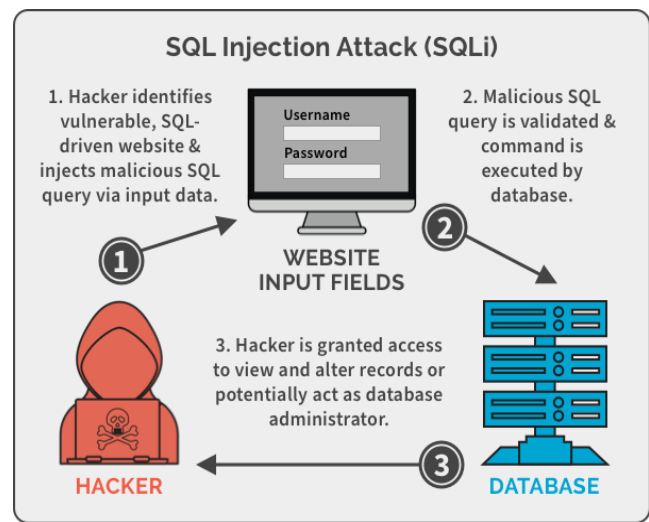 SQL Injection Attack (SQLi)
1. Hacker identifies
vulnerable, SQL-
driven website &
injects malicious SQL
query via input data.
Username
Password
2. Malicious SQL
query is validated &
command is
executed by
database.
1
2
WEBSITE
INPUT FIELDS
3. Hacker is granted access
to view and alter records or
potentially act as database
administrator.
3
HACKER
DATABASE